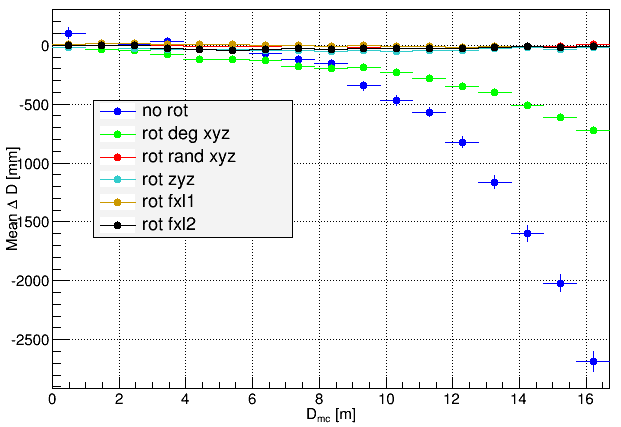 0
-500
-1000
-1500
-2000
-2500
Mean Δ D [mm]
no rot
rot deg xyz
rot rand xyz
rot zyz
rot fxl1
rot fxl2
0 2 4 6 8 10 12 14 16
D_mc [m]